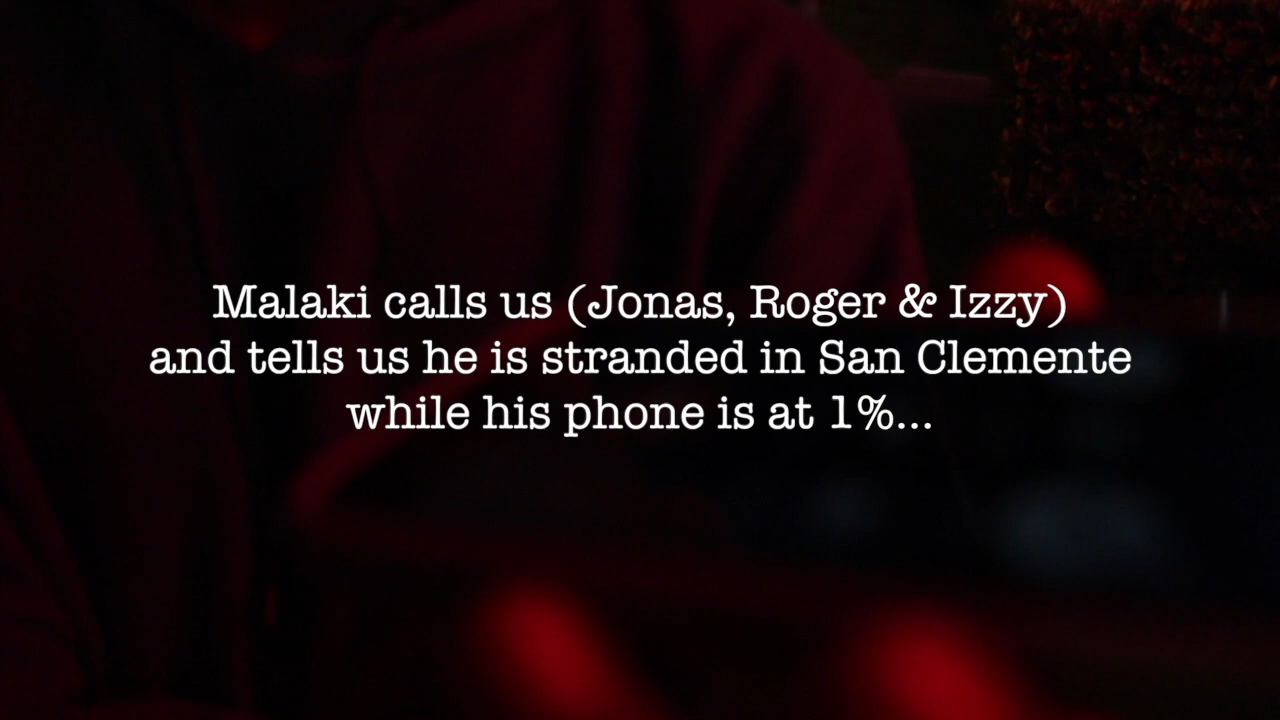 Malaki calls us (Jonas, Roger & Izzy)
and tells us he is stranded in San Clemente
while his phone is at 1%...